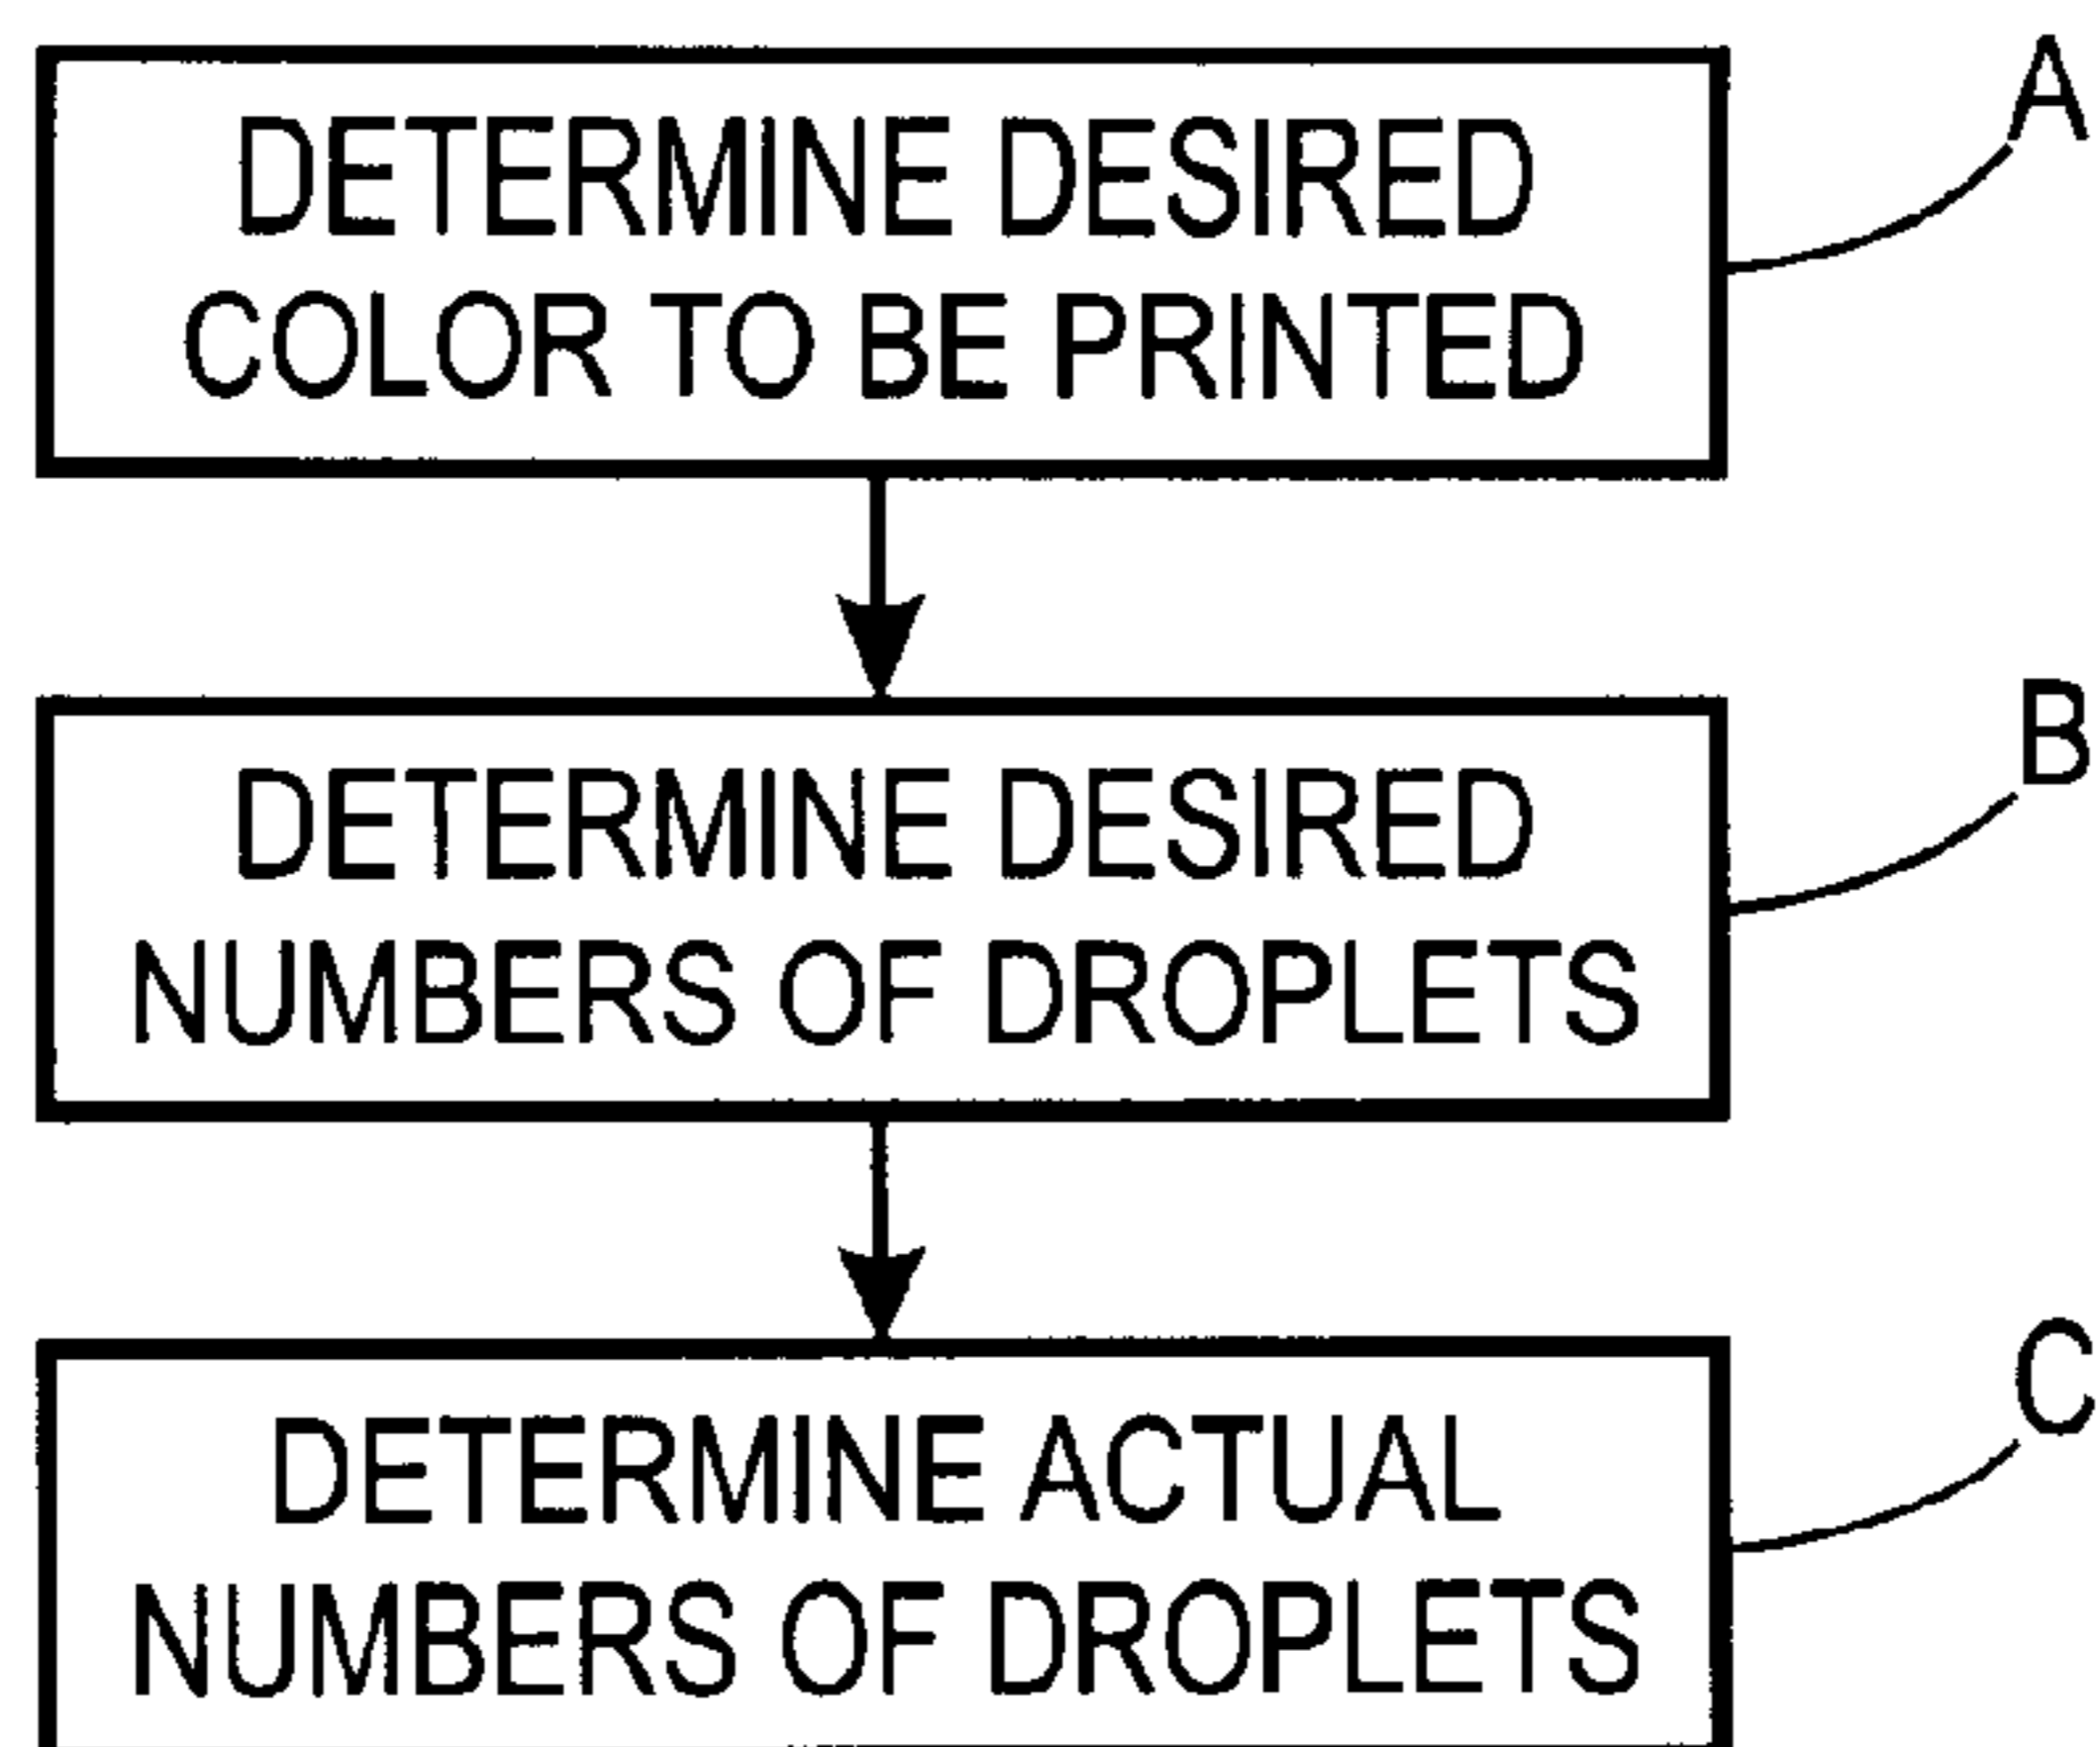 DETERMINE DESIRED
COLOR TO BE PRINTED
A
DETERMINE DESIRED
NUMBERS OF DROPLETS
B
DETERMINE ACTUAL
NUMBERS OF DROPLETS
C